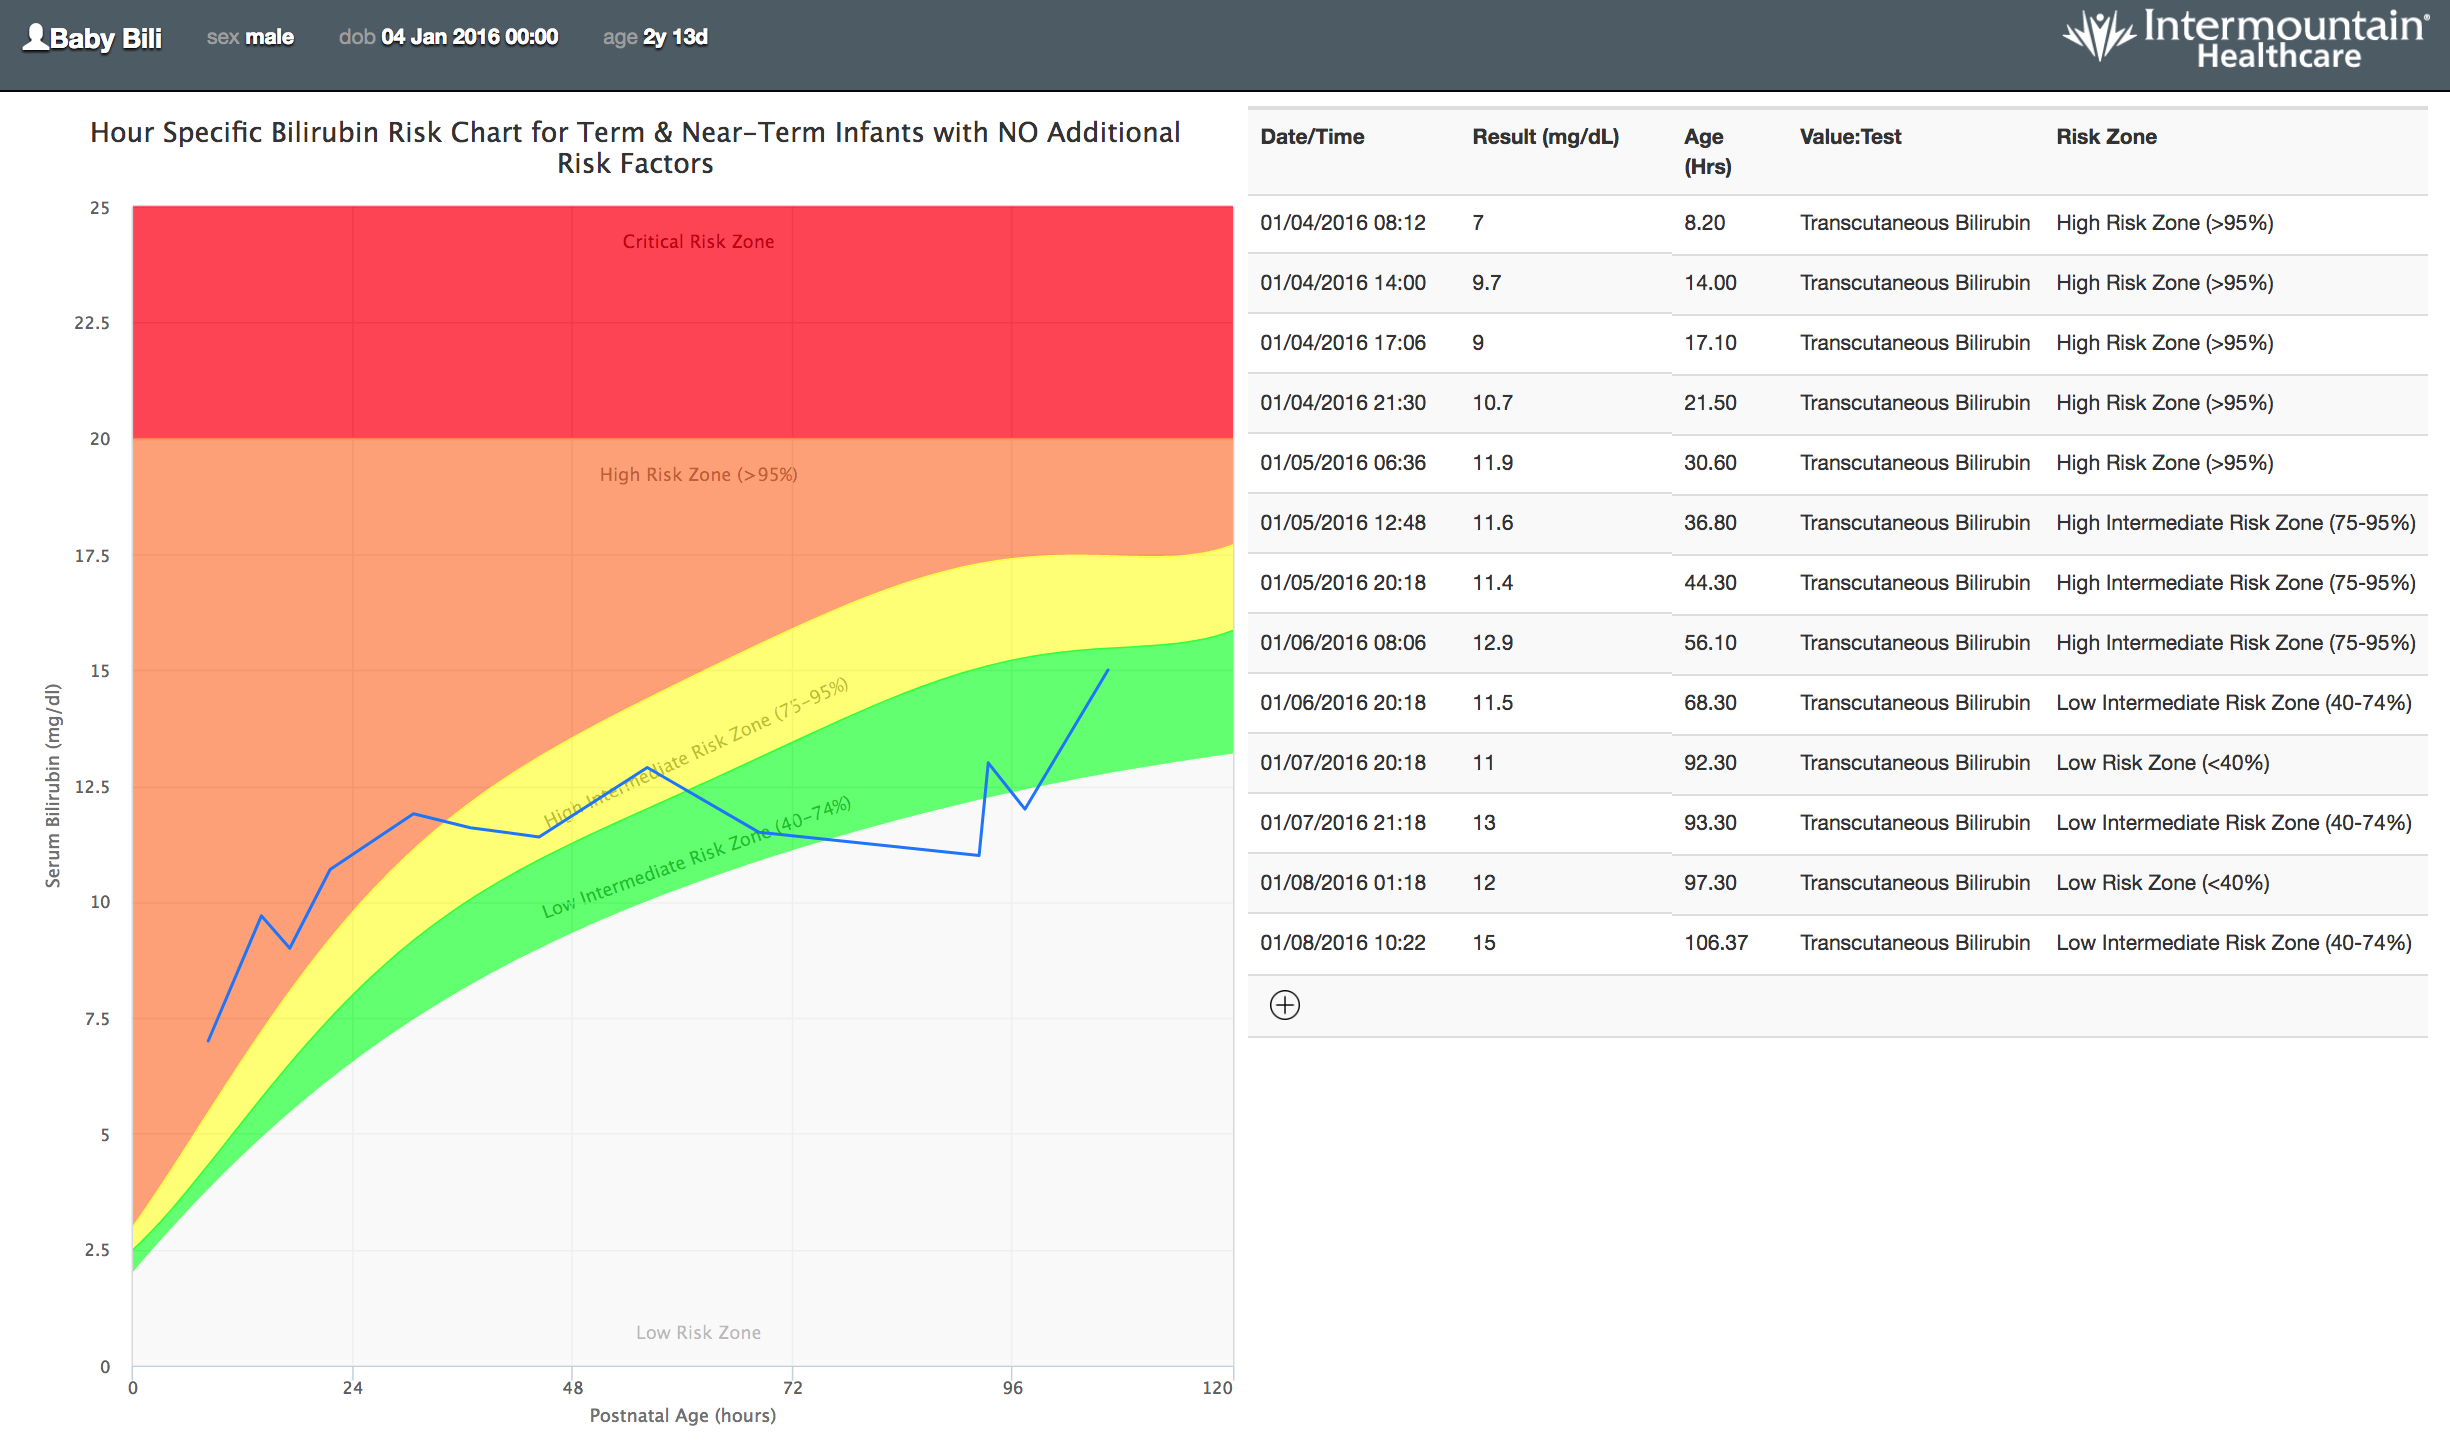 Baby Bili sex male dob 04 Jan 2016 00:00 age 2y 13d
Intermountain®
Healthcare
Hour Specific Bilirubin Risk Chart for Term & Near-Term Infants with NO Additional
Risk Factors
25
22.5
20
17.5
15
12.5
10
7.5
5
2.5
0
Serum Bilirubin (mg/dl)
Critical Risk Zone
High Risk Zone (>95%)
High Intermediate Risk Zone (75-95%)
Low Intermediate Risk Zone (40-74%)
Low Risk Zone
0 24 48 72 96 120
Postnatal Age (hours)
Date/Time Result (mg/dL) Age Value:Test Risk Zone
(Hrs)
01/04/2016 08:12 7 8.20 Transcutaneous Bilirubin High Risk Zone (>95%)
01/04/2016 14:00 9.7 14.00 Transcutaneous Bilirubin High Risk Zone (>95%)
01/04/2016 17:06 9 17.10 Transcutaneous Bilirubin High Risk Zone (>95%)
01/04/2016 21:30 10.7 21.50 Transcutaneous Bilirubin High Risk Zone (>95%)
01/05/2016 06:36 11.9 30.60 Transcutaneous Bilirubin High Risk Zone (>95%)
01/05/2016 12:48 11.6 36.80 Transcutaneous Bilirubin High Intermediate Risk Zone (75-95%)
01/05/2016 20:18 11.4 44.30 Transcutaneous Bilirubin High Intermediate Risk Zone (75-95%)
01/06/2016 08:06 12.9 56.10 Transcutaneous Bilirubin High Intermediate Risk Zone (75-95%)
01/06/2016 20:18 11.5 68.30 Transcutaneous Bilirubin Low Intermediate Risk Zone (40-74%)
01/07/2016 20:18 11 92.30 Transcutaneous Bilirubin Low Risk Zone (<40%)
01/07/2016 21:18 13 93.30 Transcutaneous Bilirubin Low Intermediate Risk Zone (40-74%)
01/08/2016 01:18 12 97.30 Transcutaneous Bilirubin Low Risk Zone (<40%)
01/08/2016 10:22 15 106.37 Transcutaneous Bilirubin Low Intermediate Risk Zone (40-74%)